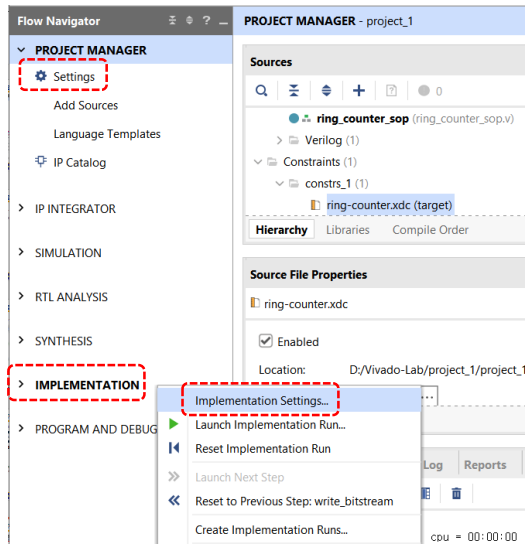 Flow Navigator
PROJECT MANAGER
Settings
Add Sources
Language Templates
IP Catalog
IP INTEGRATOR
SIMULATION
RTL ANALYSIS
SYNTHESIS
IMPLEMENTATION
PROGRAM AND DEBUG
PROJECT MANAGER - project_1
Sources
0
ring_counter_sop (ring_counter_sop.v)
Verilog (1)
Constraints (1)
constrs_1 (1)
ring-counter.xdc (target)
Hierarchy Libraries Compile Order
Source File Properties
ring-counter.xdc
Enabled
Location: D:/Vivado-Lab/project_1/project_1
...
Implementation Settings...
Launch Implementation Run...
Reset Implementation Run
Launch Next Step
Reset to Previous Step: write_bitstream
Create Implementation Runs...
Log Reports
cpu = 00:00:00